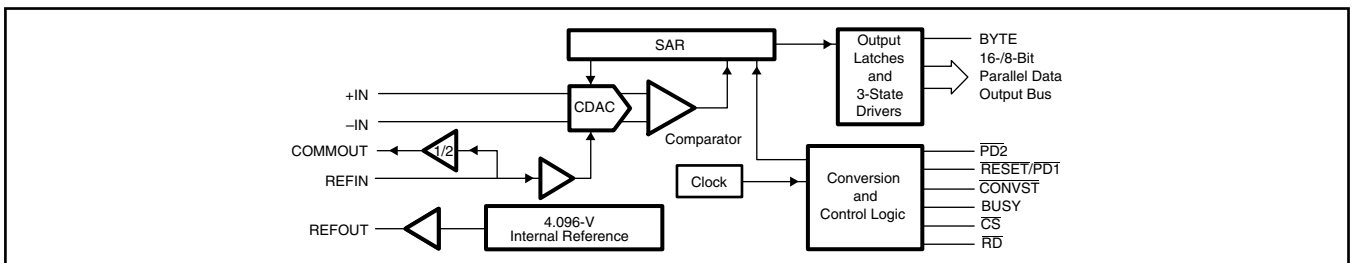 SAR
Output
Latches
and
3-State
Drivers
BYTE
16-/8-Bit
Parallel Data
Output Bus
+IN
–IN
CDAC
Comparator
COMMOUT
1/2
REFIN
Clock
Conversion
and
Control Logic
PD2
RESET/PD1
CONVST
BUSY
CS
RD
REFOUT
4.096-V
Internal Reference